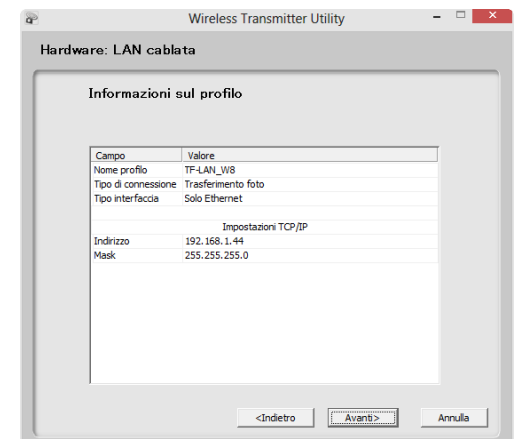 Wireless Transmitter Utility
Hardware: LAN cablata
Informazioni sul profilo
Campo Valore
Nome profilo TF-LAN_W8
Tipo di connessione Trasferimento foto
Tipo interfaccia Solo Ethernet
Impostazioni TCP/IP
Indirizzo 192.168.1.44
Mask 255.255.255.0
<Indietro Avanti> Annulla